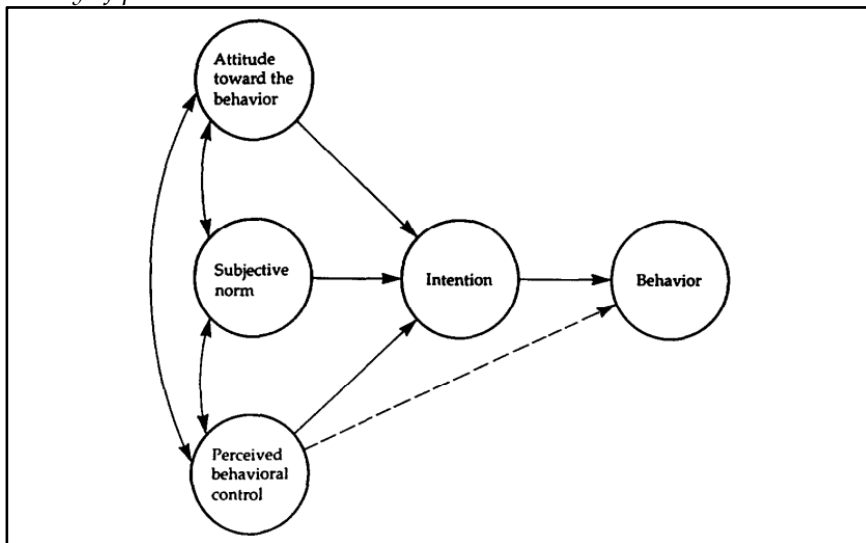 Attitude
toward the
behavior
Subjective
norm
Intention
Behavior
Perceived
behavioral
control